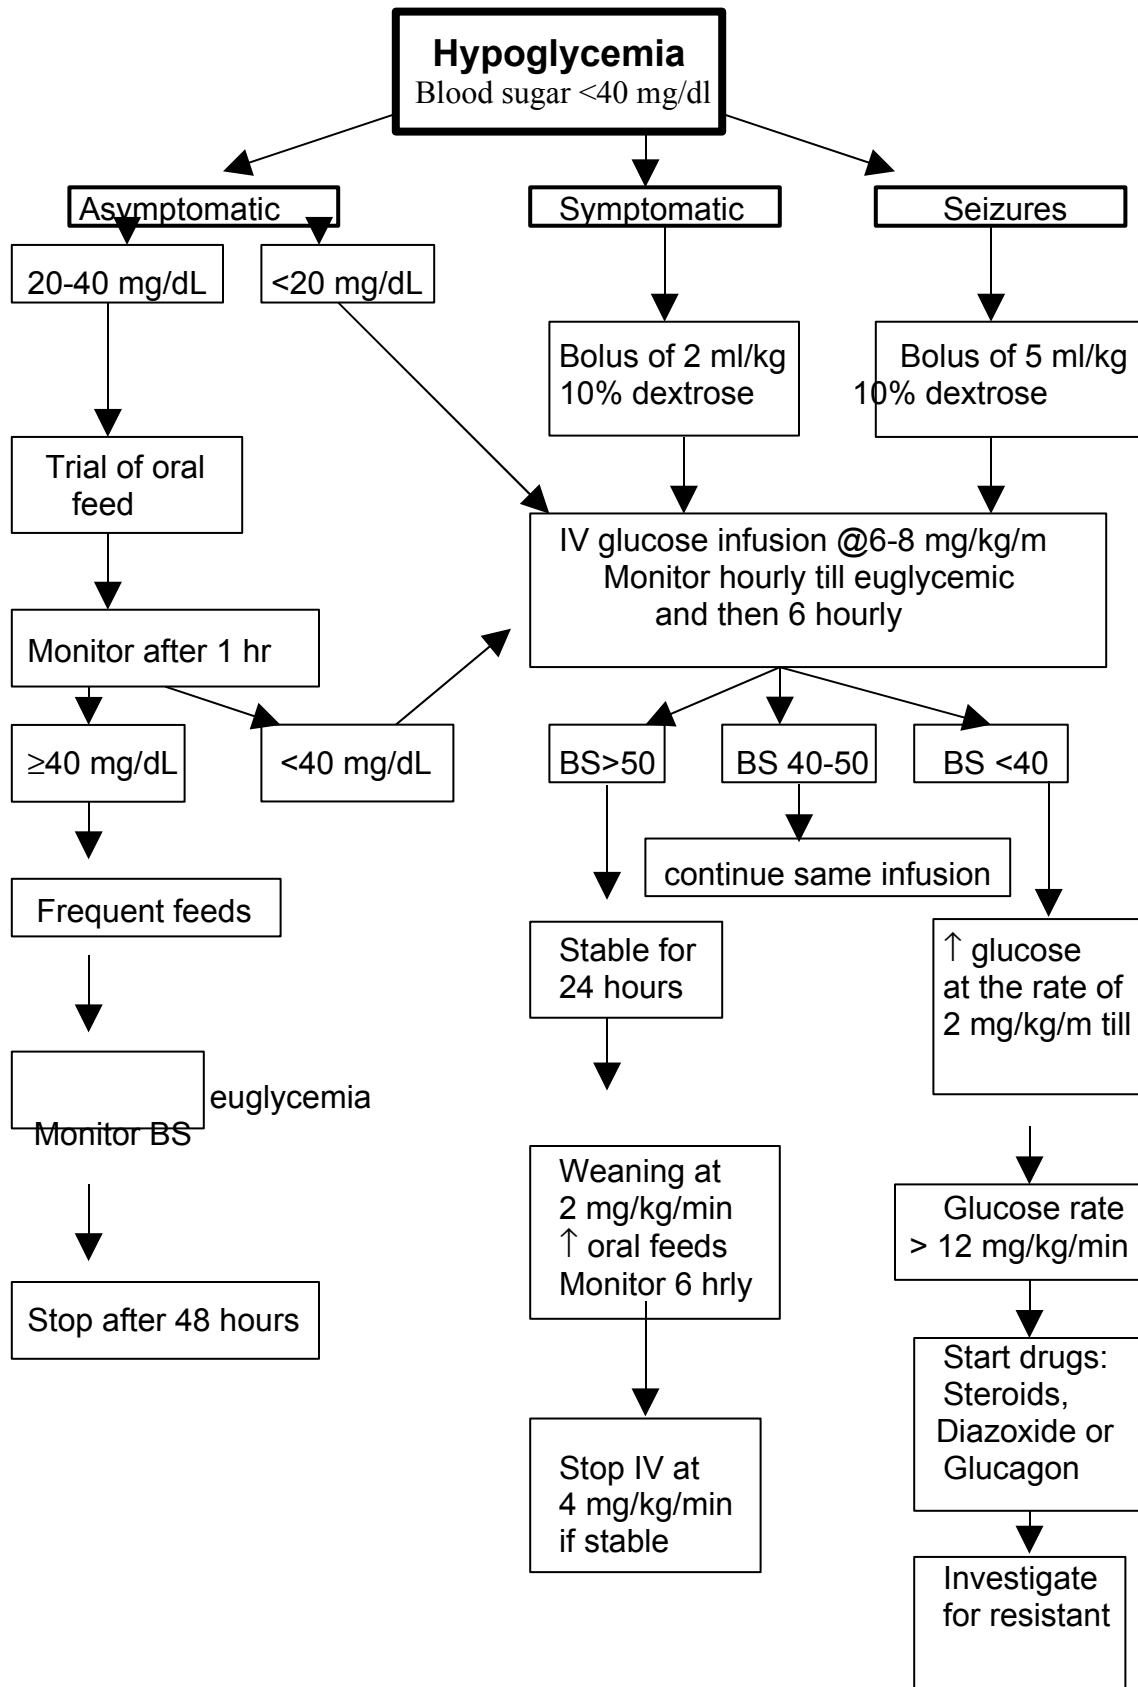 Hypoglycemia
Blood sugar <40 mg/dl
Asymptomatic
Symptomatic
Seizures
20-40 mg/dL
<20 mg/dL
Bolus of 2 ml/kg
10% dextrose
Bolus of 5 ml/kg
10% dextrose
Trial of oral
feed
IV glucose infusion @6-8 mg/kg/m
Monitor hourly till euglycemic
and then 6 hourly
Monitor after 1 hr
≥40 mg/dL
<40 mg/dL
BS>50
BS 40-50
BS <40
continue same infusion
Frequent feeds
Stable for
24 hours
↑ glucose
at the rate of
2 mg/kg/m till
euglycemia
Monitor BS
Weaning at
2 mg/kg/min
↑ oral feeds
Monitor 6 hrly
Glucose rate
> 12 mg/kg/min
Stop after 48 hours
Start drugs:
Steroids,
Diazoxide or
Glucagon
Stop IV at
4 mg/kg/min
if stable
Investigate
for resistant